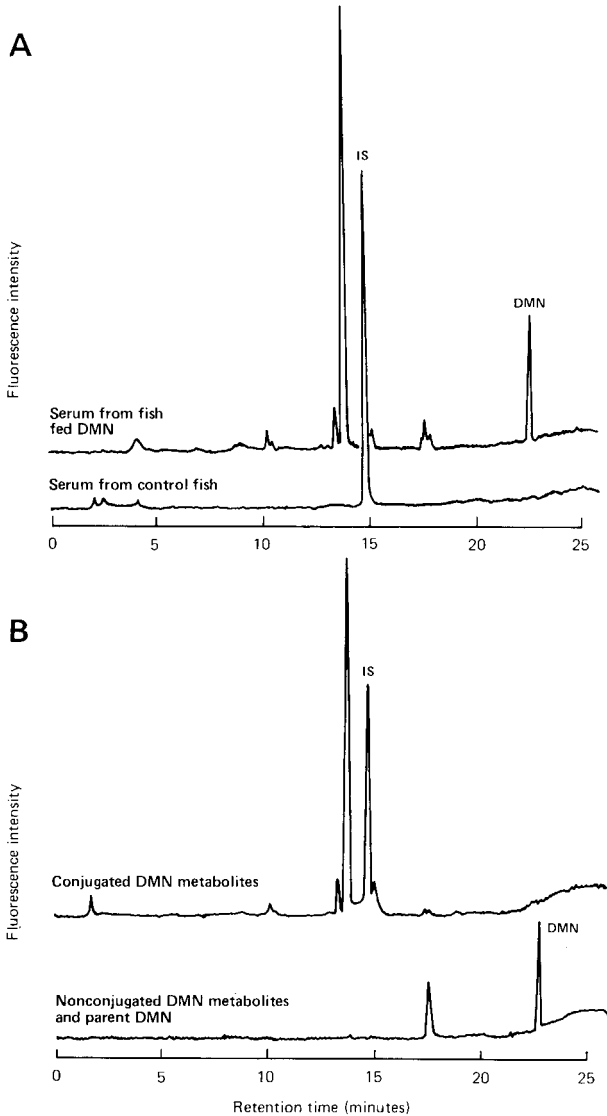 A
IS
DMN
Fluorescence intensity
Serum from fish
fed DMN
Serum from control fish
0 5 10 15 20 25
B
IS
Fluorescence intensity
Conjugated DMN metabolites
DMN
Nonconjugated DMN metabolites
and parent DMN
0 5 10 15 20 25
Retention time (minutes)